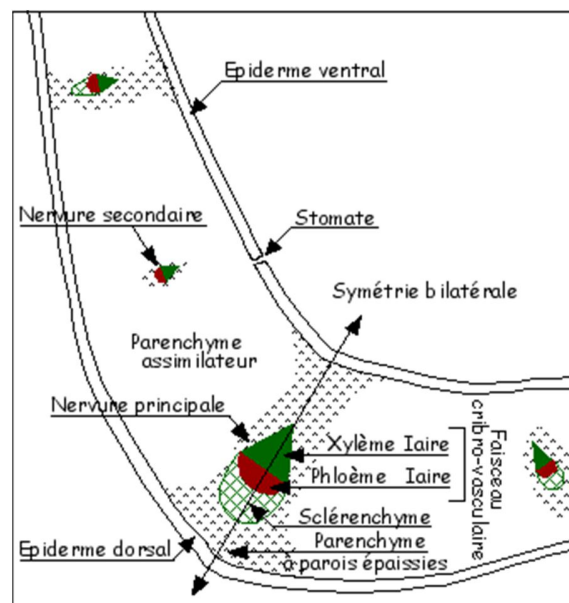 Epiderme ventral
Nervure secondaire
Stomate
Symétrie bilatérale
Parenchyme
assimilateur
Nervure principale
Xylème Iaire
Phloème Iaire
Faisceau
cribro-vasculaire
Sclérenchyme
Epiderme dorsal
Parenchyme
à parois épaissies